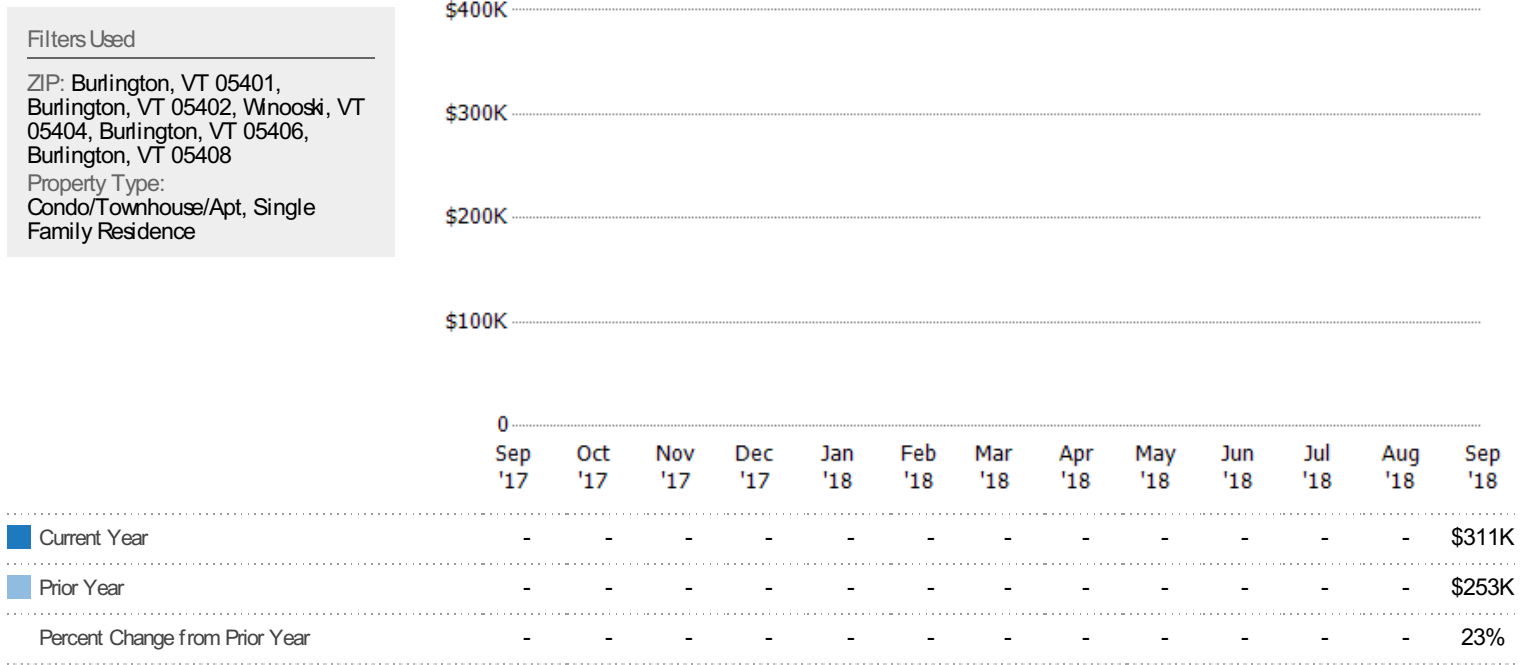 Filters Used
ZIP: Burlington, VT 05401,
Burlington, VT 05402, Winooski, VT
05404, Burlington, VT 05406,
Burlington, VT 05408
Property Type:
Condo/Townhouse/Apt, Single
Family Residence
$400K
$300K
$200K
$100K
0
Sep Oct Nov Dec Jan Feb Mar Apr May Jun Jul Aug Sep
'17 '17 '17 '17 '18 '18 '18 '18 '18 '18 '18 '18 '18
Current Year - - - - - - - - - - - - $311K
Prior Year - - - - - - - - - - - - $253K
Percent Change from Prior Year - - - - - - - - - - - - 23%